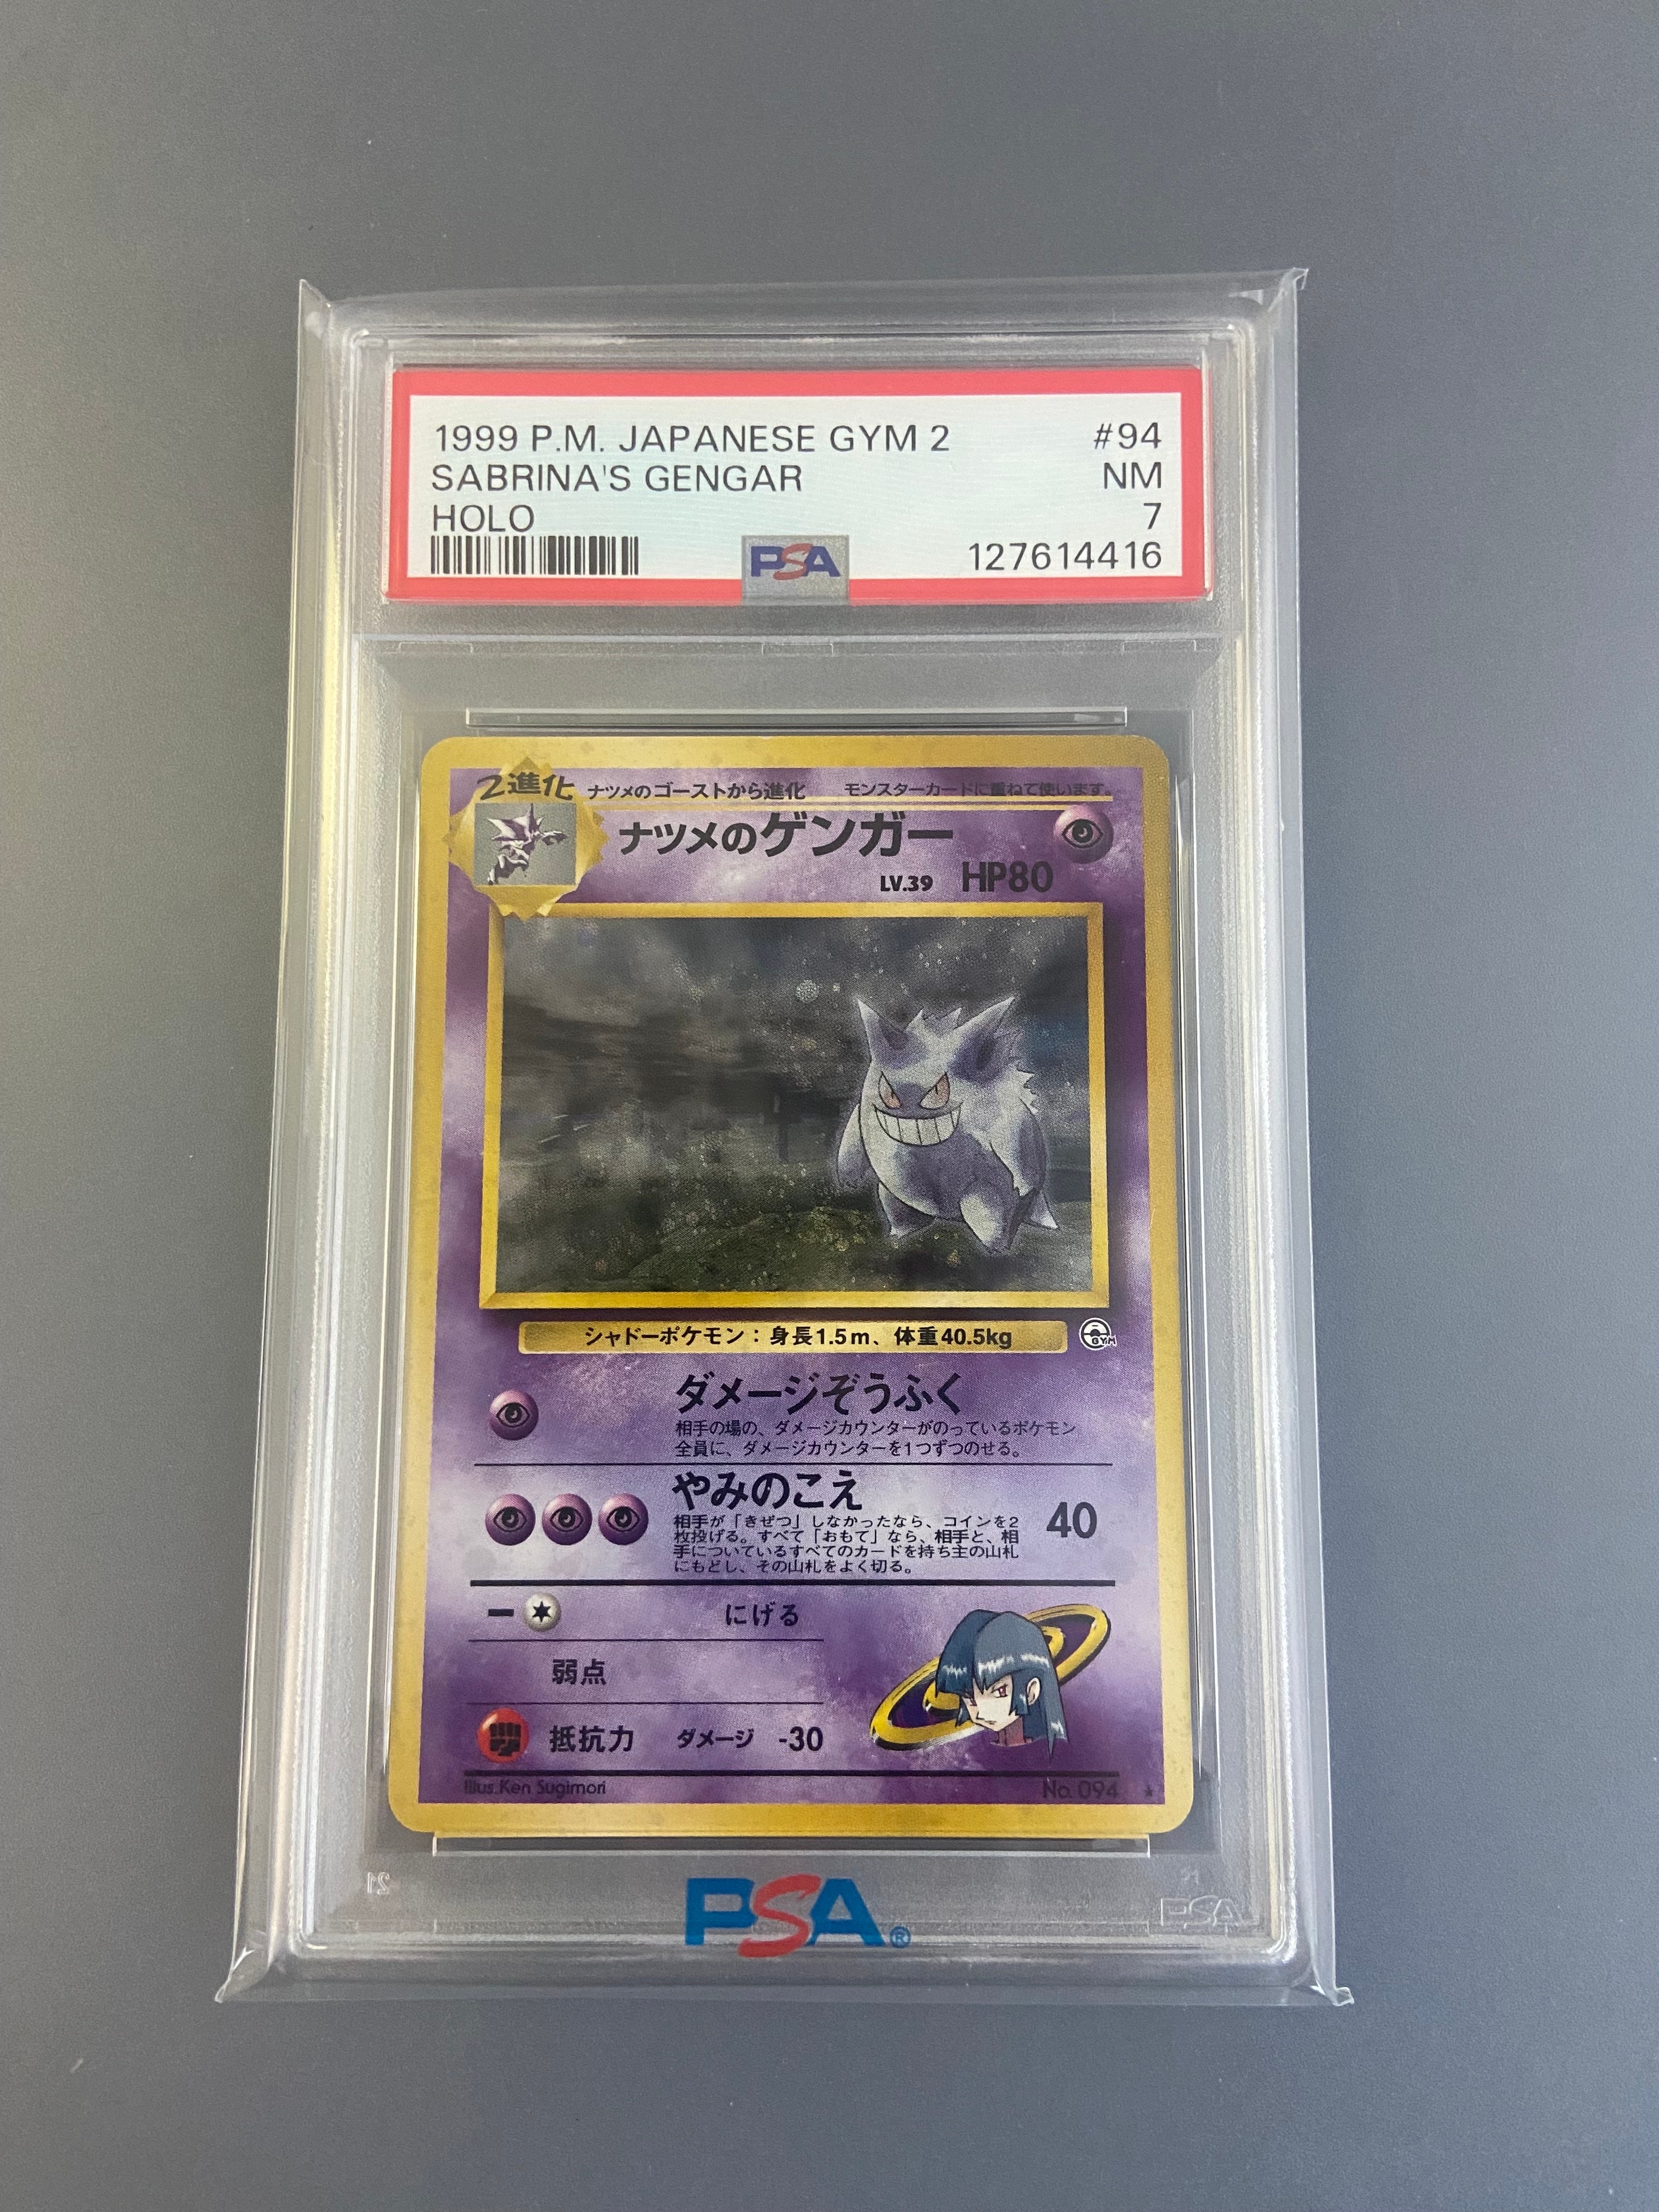 1999 P.M. JAPANESE GYM 2 #94
SABRINA'S GENGAR NM
HOLO 7
PSA 127614416
2進化 ナツメのゴーストから進化 モンスターカードに重ねて使います。
ナツメのゲンガー
LV.39 HP80
シャドーポケモン：身長1.5m、体重40.5kg
GYM
ダメージぞうふく
相手の場の、ダメージカウンターがのっているポケモン
全員に、ダメージカウンターを1つずつのせる。
やみのこえ
相手が「きぜつ」しなかったなら、コインを2
枚投げる。すべて「おもて」なら、相手と、相
手についているすべてのカードを持ち主の山札
にもどし、その山札をよく切る。
40
にげる
弱点
抵抗力 ダメージ -30
Illus. Ken Sugimori No. 094 ★
PSA®
PSA